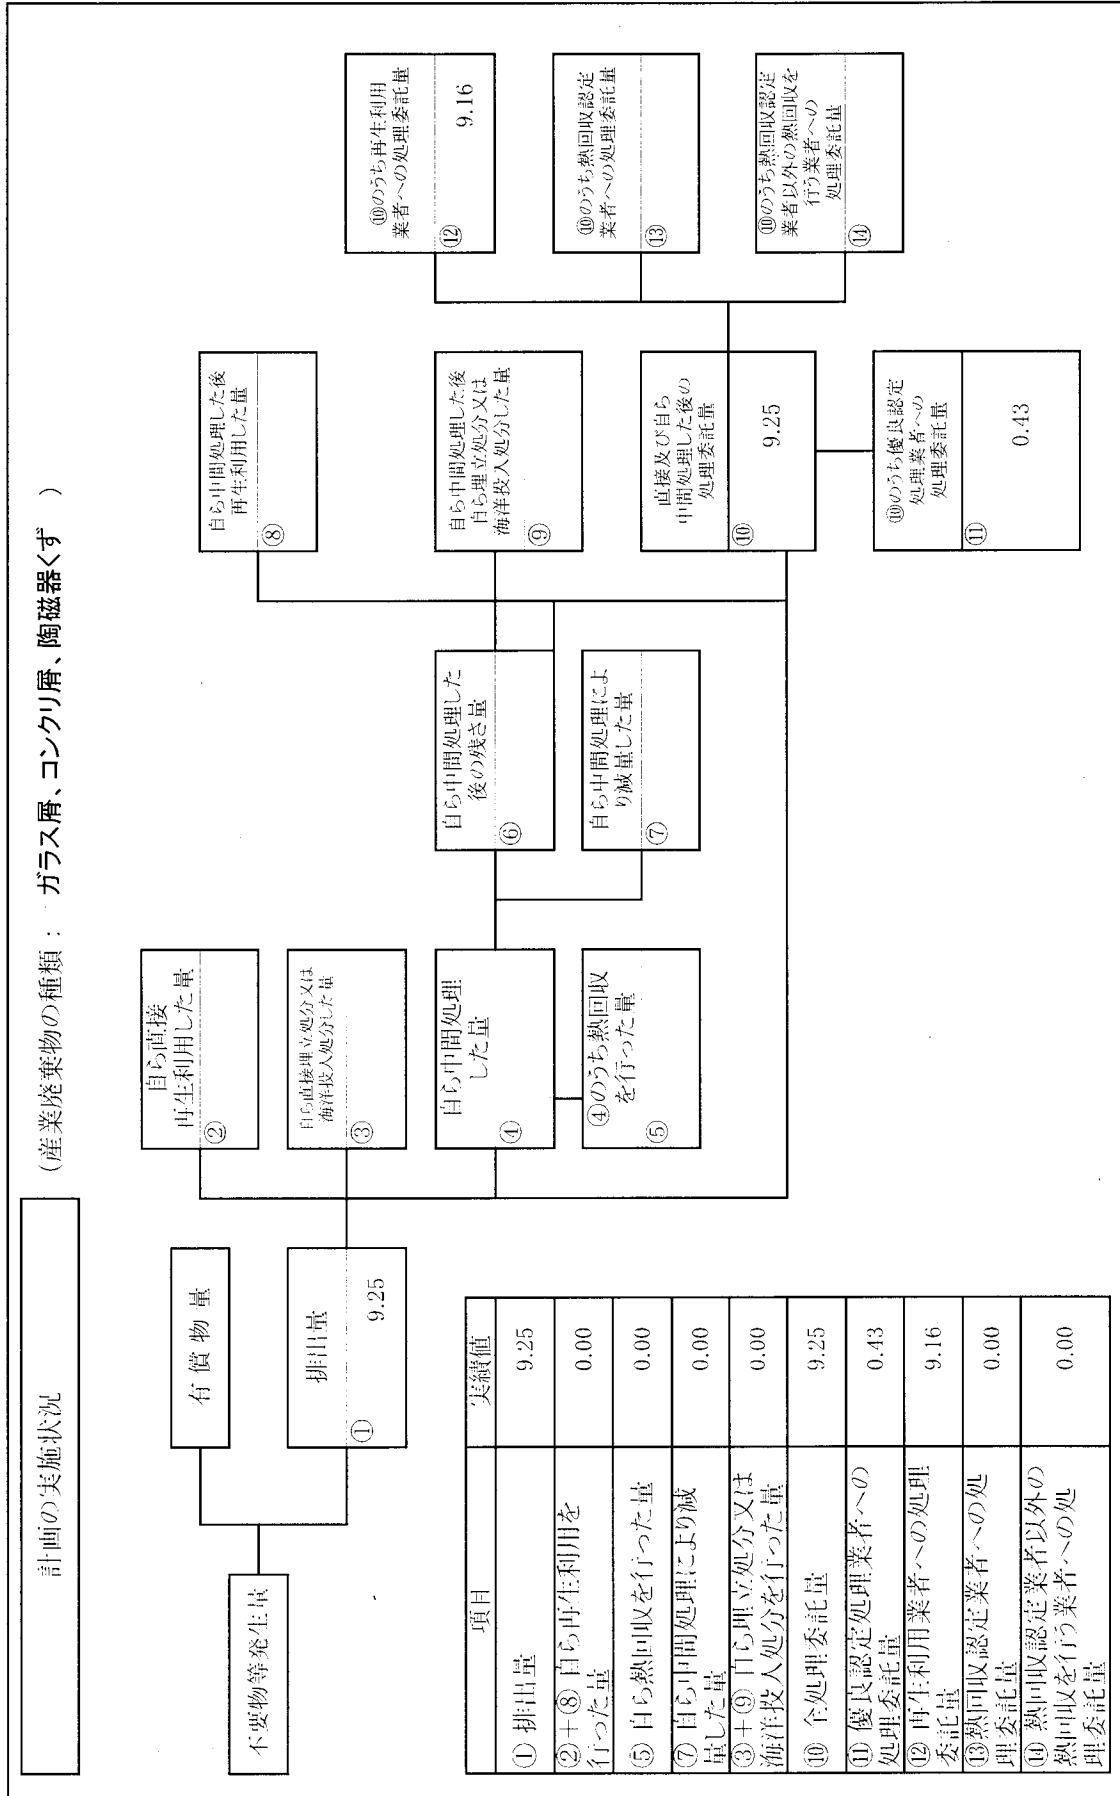 計画の実施状況
(産業廃棄物の種類： ガラス屑、コンクリ屑、陶磁器くず )
不要物等発生量
有 償 物 量
排出量
①
9.25
自ら直接
再生利用した量
②
自ら直接埋立処分又は
海洋投入処分した量
③
自ら中間処理
した量
④
④のうち熱回収
を行った量
⑤
自ら中間処理した
後の残さ量
⑥
自ら中間処理によ
り減量した量
⑦
自ら中間処理した後
再生利用した量
⑧
自ら中間処理した後
自ら埋立処分又は
海洋投入処分した量
⑨
直接及び自ら
中間処理した後の
処理委託量
⑩
9.25
⑩のうち優良認定
処理業者への
処理委託量
⑪
0.43
⑩のうち再生利用
業者への処理委託量
⑫
9.16
⑩のうち熱回収認定
業者への処理委託量
⑬
⑩のうち熱回収認定
業者以外の熱回収を
行う業者への
処理委託量
⑭
項目 実績値
① 排出量 9.25
②+⑧ 自ら再生利用を
行った量 0.00
⑤ 自ら熱回収を行った量 0.00
⑦ 自ら中間処理により減
量した量 0.00
③+⑨ 自ら埋立処分又は
海洋投入処分を行った量 0.00
⑩ 全処理委託量 9.25
⑪ 優良認定処理業者への
処理委託量 0.43
⑫ 再生利用業者への処理
委託量 9.16
⑬熱回収認定業者への処
理委託量 0.00
⑭ 熱回収認定業者以外の
熱回収を行う業者への処
理委託量 0.00